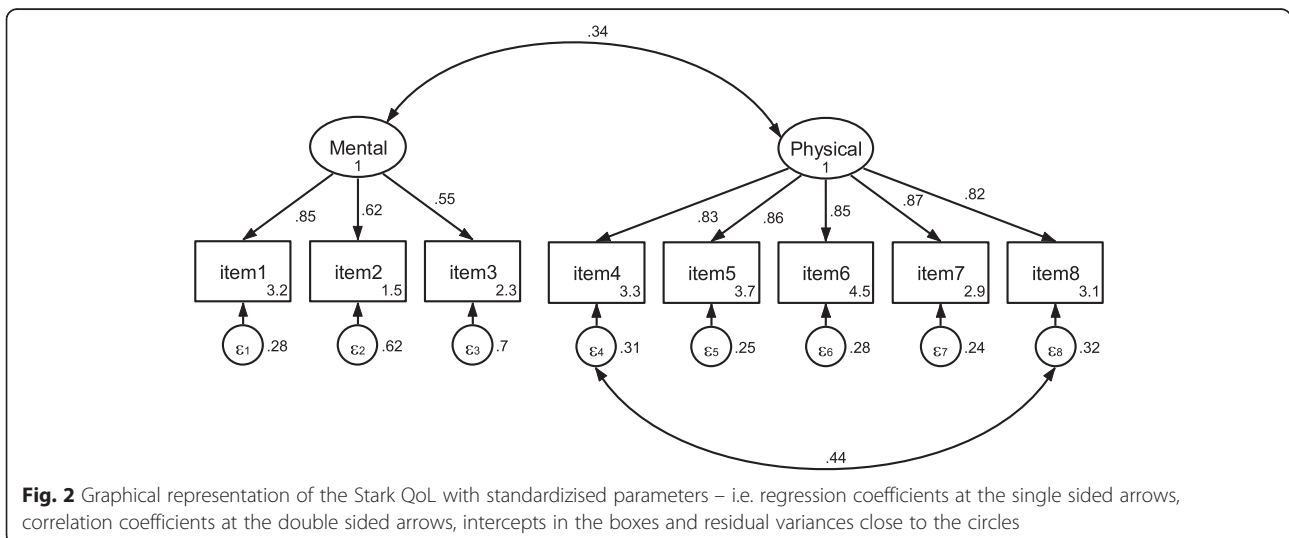 .34
Mental
1
Physical
1
.85
.62
.55
.83
.86
.85
.87
.82
item1
3.2
item2
1.5
item3
2.3
item4
3.3
item5
3.7
item6
4.5
item7
2.9
item8
3.1
ε1 .28
ε2 .62
ε3 .7
ε4 .31
ε5 .25
ε6 .28
ε7 .24
ε8 .32
.44
Fig. 2 Graphical representation of the Stark QoL with standardizised parameters – i.e. regression coefficients at the single sided arrows,
correlation coefficients at the double sided arrows, intercepts in the boxes and residual variances close to the circles